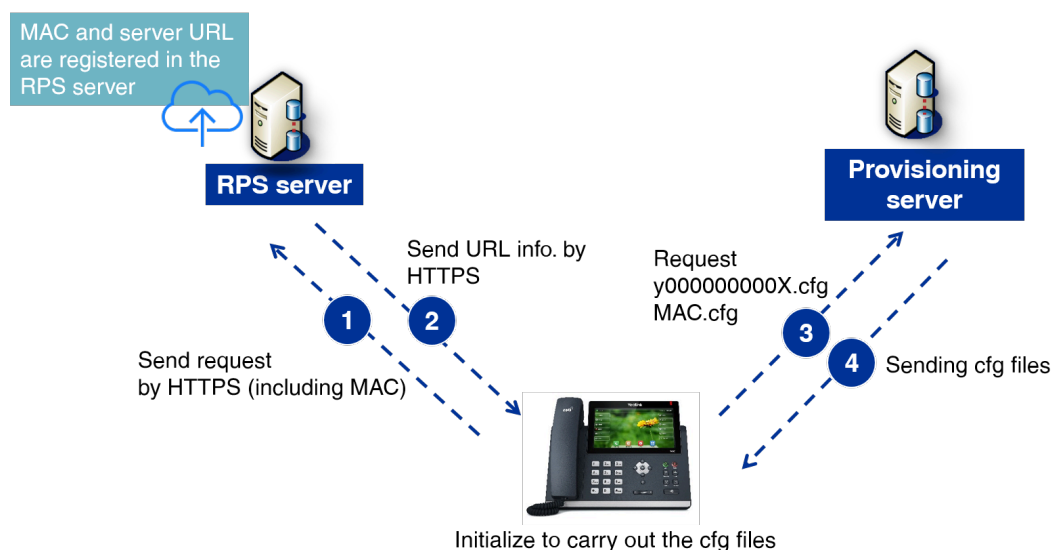 MAC and server URL
are registered in the
RPS server
RPS server
Provisioning
server
Send URL info. by
HTTPS
Request
y000000000X.cfg
MAC.cfg
1
2
3
4
Send request
by HTTPS (including MAC)
Sending cfg files
Yealink
Initialize to carry out the cfg files